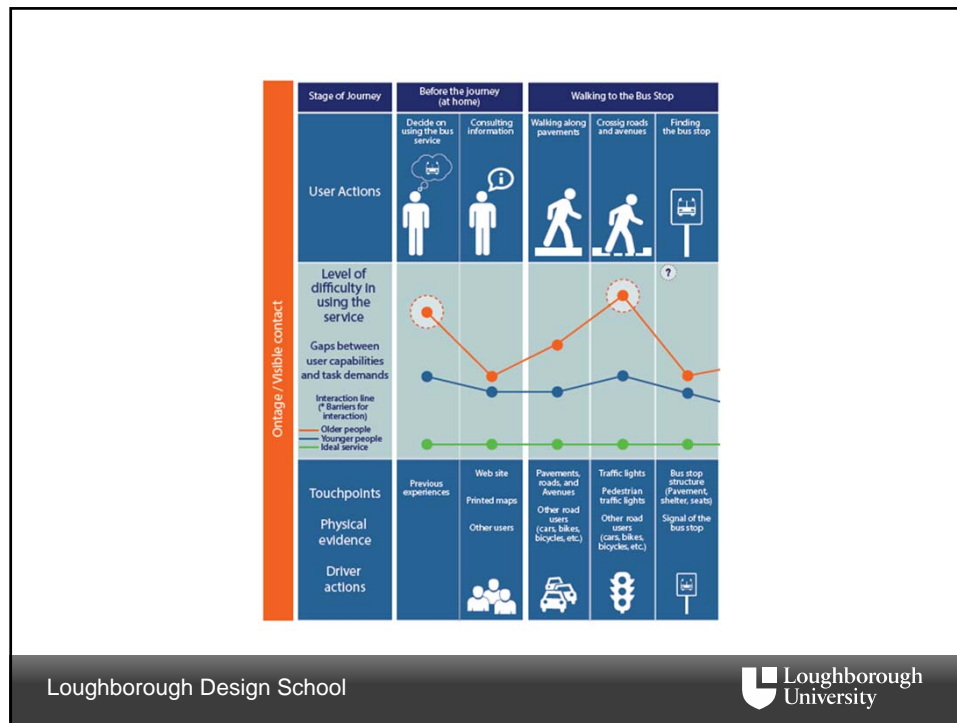 Ontage / Visible contact
Stage of Journey
Before the journey
(at home)
Walking to the Bus Stop
User Actions
Decide on
using the bus
service
Consulting
information
Walking along
pavements
Crossig roads
and avenues
Finding
the bus stop
i
Level of
difficulty in
using the
service
Gaps between
user capabilities
and task demands
Interaction line
(* Barriers for
interaction)
Older people
Younger people
Ideal service
?
Touchpoints
Physical
evidence
Driver
actions
Previous
experiences
Web site
Printed maps
Other users
Pavements,
roads, and
Avenues
Other road
users
(cars, bikes,
bicycles, etc.)
Traffic lights
Pedestrian
traffic lights
Other road
users
(cars, bikes,
bicycles, etc.)
Bus stop
structure
(Pavement,
shelter, seats)
Signal of the
bus stop
Loughborough Design School
Loughborough
University